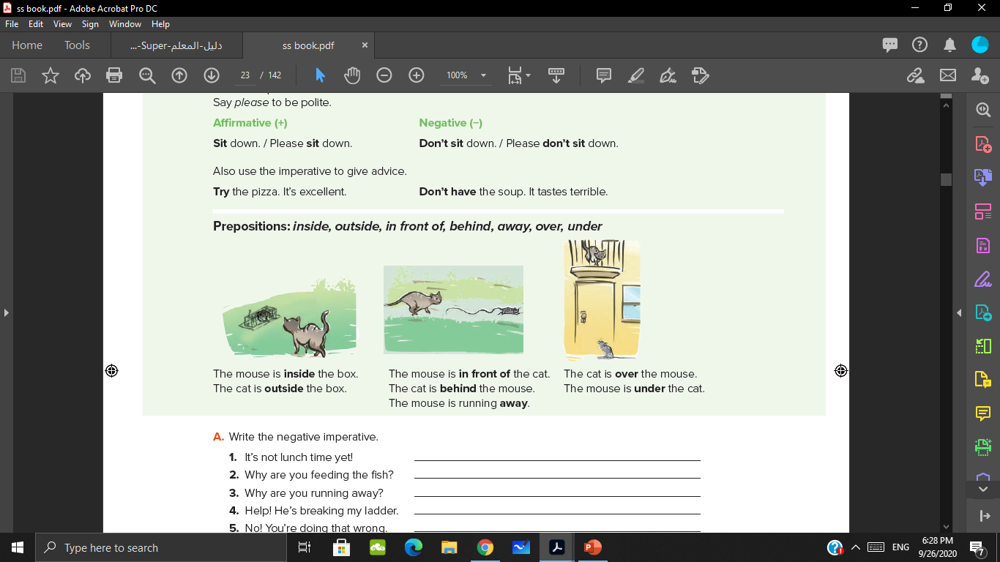 ss book.pdf - Adobe Acrobat Pro DC
File Edit View Sign Window Help
Home Tools دليل-المعلم-Super-... ss book.pdf ×
23 / 142 100%
Say please to be polite.
Affirmative (+) Negative (–)
Sit down. / Please sit down. Don't sit down. / Please don't sit down.
Also use the imperative to give advice.
Try the pizza. It's excellent. Don't have the soup. It tastes terrible.
Prepositions: inside, outside, in front of, behind, away, over, under
The mouse is inside the box. The mouse is in front of the cat. The cat is over the mouse.
The cat is outside the box. The cat is behind the mouse. The mouse is under the cat.
The mouse is running away.
A. Write the negative imperative.
1. It's not lunch time yet!
2. Why are you feeding the fish?
3. Why are you running away?
4. Help! He's breaking my ladder.
5. No! You're doing that wrong.
Type here to search
ENG
6:28 PM
9/26/2020
7